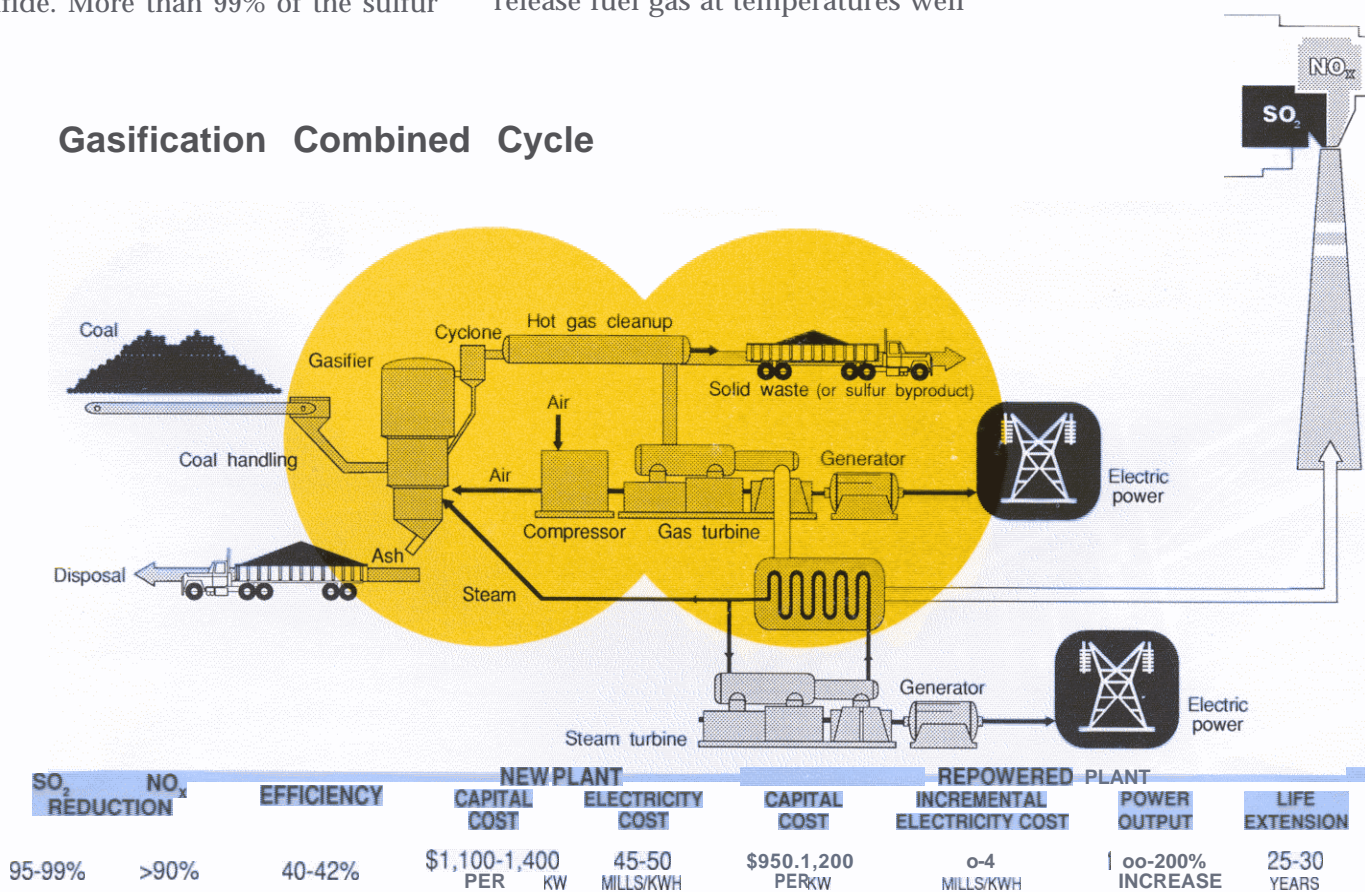 fide. More than 99% of the sulfur
release fuel gas at temperatures well
NOx
SO2
Gasification Combined Cycle
Coal
Cyclone
Hot gas cleanup
Gasifier
Solid waste (or sulfur byproduct)
Air
Coal handling
Air
Generator
Electric
power
Compressor
Gas turbine
Ash
Disposal
Steam
Generator
Electric
power
Steam turbine
NEW PLANT
REPOWERED PLANT
SO2 NOx
REDUCTION
EFFICIENCY
CAPITAL
COST
ELECTRICITY
COST
CAPITAL
COST
INCREMENTAL
ELECTRICITY COST
POWER
OUTPUT
LIFE
EXTENSION
95-99%
>90%
40-42%
$1,100-1,400
PER KW
45-50
MILLS/KWH
$950.1,200
PER KW
o-4
MILLS/KWH
1 oo-200%
INCREASE
25-30
YEARS